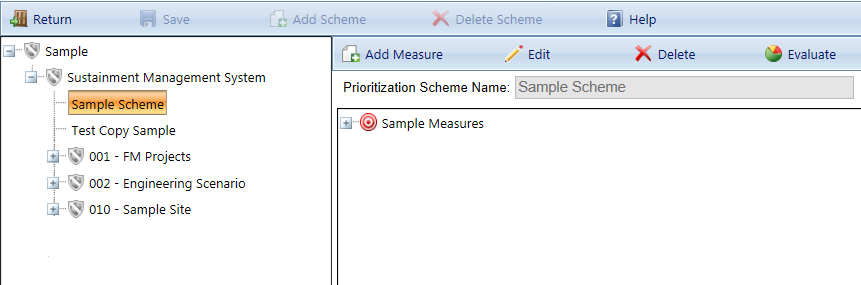 Return Save Add Scheme Delete Scheme Help
Sample
Sustainment Management System
Sample Scheme
Test Copy Sample
001 - FM Projects
002 - Engineering Scenario
010 - Sample Site
Add Measure Edit Delete Evaluate
Prioritization Scheme Name: Sample Scheme
Sample Measures